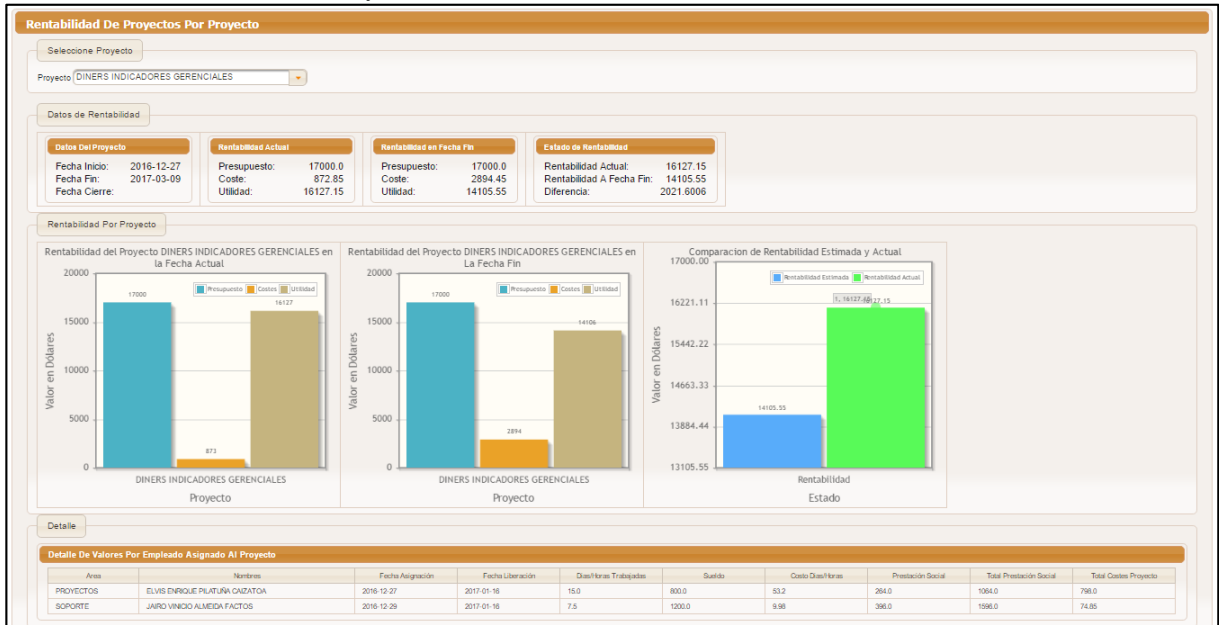 Rentabilidad De Proyectos Por Proyecto
Seleccione Proyecto
Proyecto DINERS INDICADORES GERENCIALES
Datos de Rentabilidad
Datos Del Proyecto
Fecha Inicio: 2016-12-27
Fecha Fin: 2017-03-09
Fecha Cierre:
Rentabilidad Actual
Presupuesto: 17000.0
Coste: 872.85
Utilidad: 16127.15
Rentabilidad en Fecha Fin
Presupuesto: 17000.0
Coste: 2894.45
Utilidad: 14105.55
Estado de Rentabilidad
Rentabilidad Actual: 16127.15
Rentabilidad A Fecha Fin: 14105.55
Diferencia: 2021.6006
Rentabilidad Por Proyecto
Rentabilidad del Proyecto DINERS INDICADORES GERENCIALES en
la Fecha Actual
20000
15000
10000
5000
0
Valor en Dólares
Presupuesto Costes Utilidad
17000
873
16127
DINERS INDICADORES GERENCIALES
Proyecto
Rentabilidad del Proyecto DINERS INDICADORES GERENCIALES en
La Fecha Fin
20000
15000
10000
5000
0
Valor en Dólares
Presupuesto Costes Utilidad
17000
2894
14106
DINERS INDICADORES GERENCIALES
Proyecto
Comparacion de Rentabilidad Estimada y Actual
17000.00
16221.11
15442.22
14663.33
13884.44
13105.55
Valor en Dólares
Rentabilidad Estimada Rentabilidad Actual
1, 16127.15
16127.15
14105.55
Rentabilidad
Estado
Detalle
Detalle De Valores Por Empleado Asignado Al Proyecto
Area Nombres Fecha Asignación Fecha Liberación Dias/Horas Trabajadas Sueldo Costo Dias/Horas Prestación Social Total Prestación Social Total Costes Proyecto
PROYECTOS ELVIS ENRIQUE PILATUÑA CAIZATOA 2016-12-27 2017-01-16 15.0 800.0 53.2 264.0 1064.0 798.0
SOPORTE JAIRO VINICIO ALMEIDA FACTOS 2016-12-29 2017-01-16 7.5 1200.0 9.98 396.0 1596.0 74.85